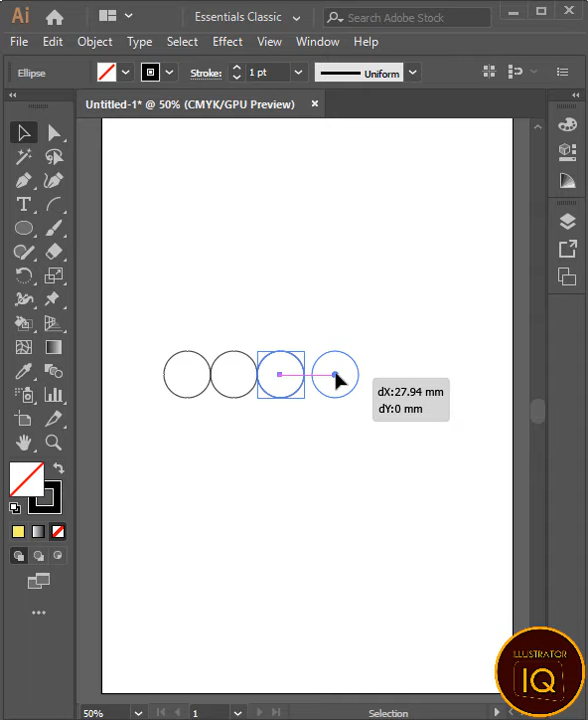 Ai
Essentials Classic
Search Adobe Stock
File Edit Object Type Select Effect View Window Help
Ellipse
Stroke:
1 pt
Uniform
Untitled-1* @ 50% (CMYK/GPU Preview)
dX:27.94 mm
dY:0 mm
ILLUSTRATOR
IQ
50%
1
Selection